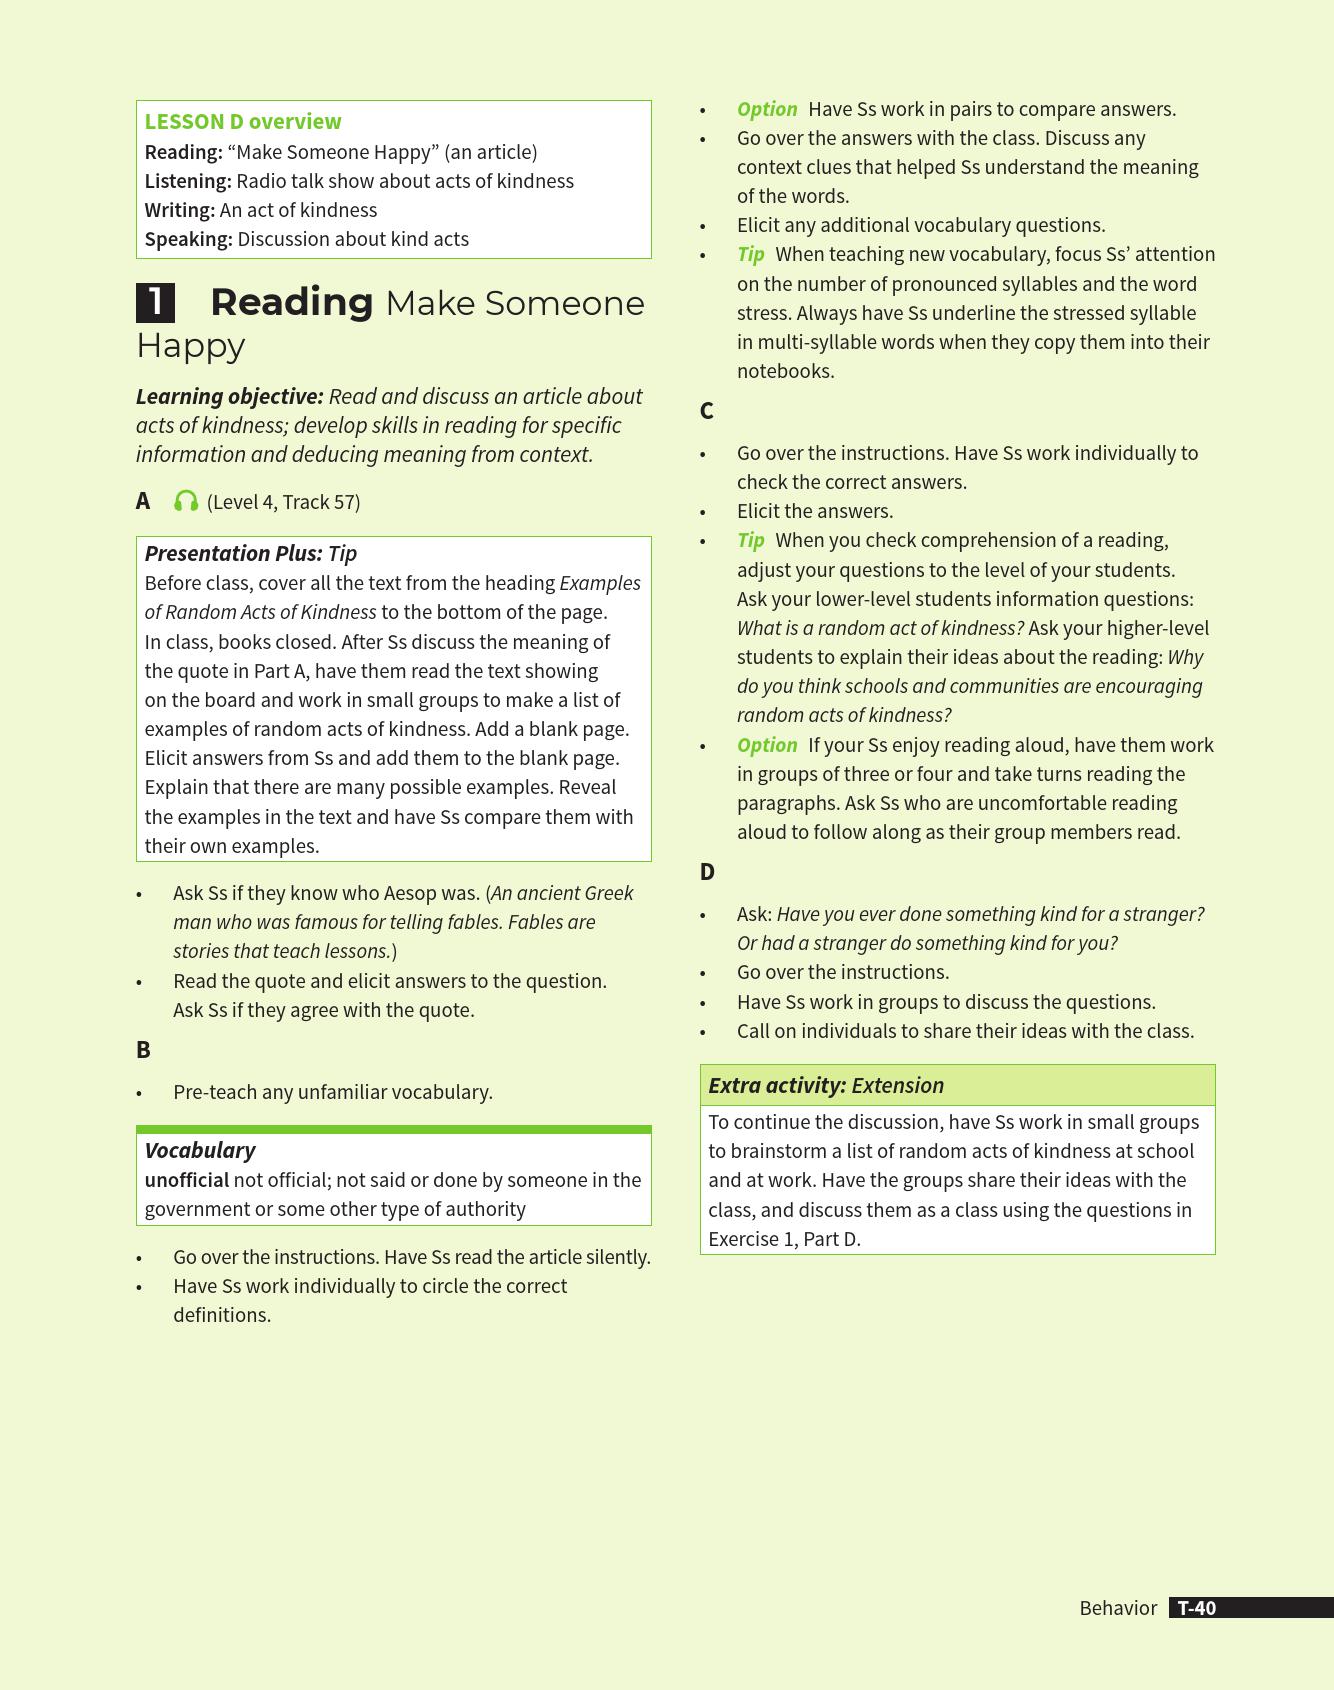 LESSON D overview
Reading: “Make Someone Happy” (an article)
Listening: Radio talk show about acts of kindness
Writing: An act of kindness
Speaking: Discussion about kind acts
1 Reading Make Someone
Happy
Learning objective: Read and discuss an article about
acts of kindness; develop skills in reading for specific
information and deducing meaning from context.
A (Level 4, Track 57)
Presentation Plus: Tip
Before class, cover all the text from the heading Examples
of Random Acts of Kindness to the bottom of the page.
In class, books closed. After Ss discuss the meaning of
the quote in Part A, have them read the text showing
on the board and work in small groups to make a list of
examples of random acts of kindness. Add a blank page.
Elicit answers from Ss and add them to the blank page.
Explain that there are many possible examples. Reveal
the examples in the text and have Ss compare them with
their own examples.
• Ask Ss if they know who Aesop was. (An ancient Greek
man who was famous for telling fables. Fables are
stories that teach lessons.)
• Read the quote and elicit answers to the question.
Ask Ss if they agree with the quote.
B
• Pre-teach any unfamiliar vocabulary.
Vocabulary
unofficial not official; not said or done by someone in the
government or some other type of authority
• Go over the instructions. Have Ss read the article silently.
• Have Ss work individually to circle the correct
definitions.
• Option Have Ss work in pairs to compare answers.
• Go over the answers with the class. Discuss any
context clues that helped Ss understand the meaning
of the words.
• Elicit any additional vocabulary questions.
• Tip When teaching new vocabulary, focus Ss’ attention
on the number of pronounced syllables and the word
stress. Always have Ss underline the stressed syllable
in multi-syllable words when they copy them into their
notebooks.
C
• Go over the instructions. Have Ss work individually to
check the correct answers.
• Elicit the answers.
• Tip When you check comprehension of a reading,
adjust your questions to the level of your students.
Ask your lower-level students information questions:
What is a random act of kindness? Ask your higher-level
students to explain their ideas about the reading: Why
do you think schools and communities are encouraging
random acts of kindness?
• Option If your Ss enjoy reading aloud, have them work
in groups of three or four and take turns reading the
paragraphs. Ask Ss who are uncomfortable reading
aloud to follow along as their group members read.
D
• Ask: Have you ever done something kind for a stranger?
Or had a stranger do something kind for you?
• Go over the instructions.
• Have Ss work in groups to discuss the questions.
• Call on individuals to share their ideas with the class.
Extra activity: Extension
To continue the discussion, have Ss work in small groups
to brainstorm a list of random acts of kindness at school
and at work. Have the groups share their ideas with the
class, and discuss them as a class using the questions in
Exercise 1, Part D.
Behavior T-40